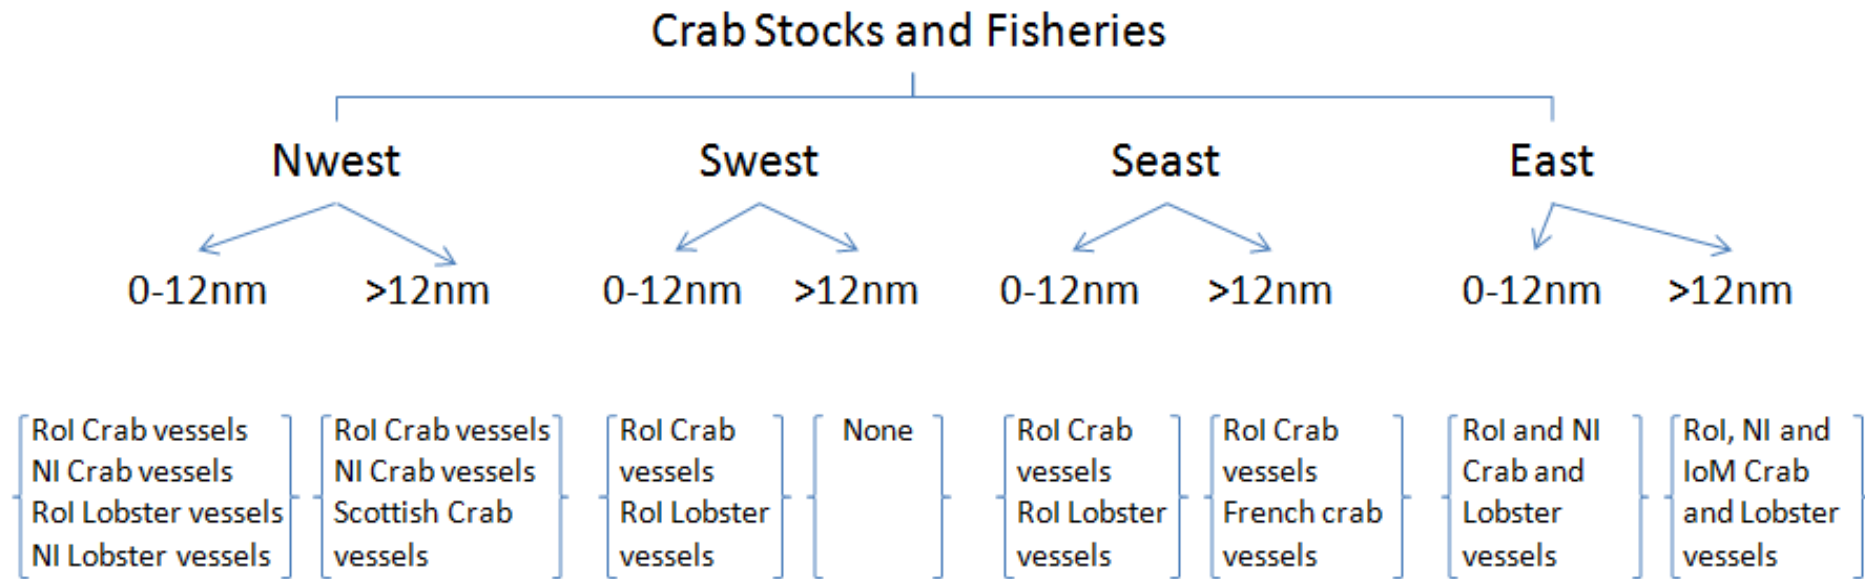 Crab Stocks and Fisheries
Nwest
Swest
Seast
East
0-12nm
>12nm
0-12nm
>12nm
0-12nm
>12nm
0-12nm
>12nm
RoI Crab vessels
NI Crab vessels
RoI Lobster vessels
NI Lobster vessels
RoI Crab vessels
NI Crab vessels
Scottish Crab
vessels
RoI Crab
vessels
RoI Lobster
vessels
None
RoI Crab
vessels
RoI Lobster
vessels
RoI Crab
vessels
French crab
vessels
RoI and NI
Crab and
Lobster
vessels
RoI, NI and
IoM Crab
and Lobster
vessels